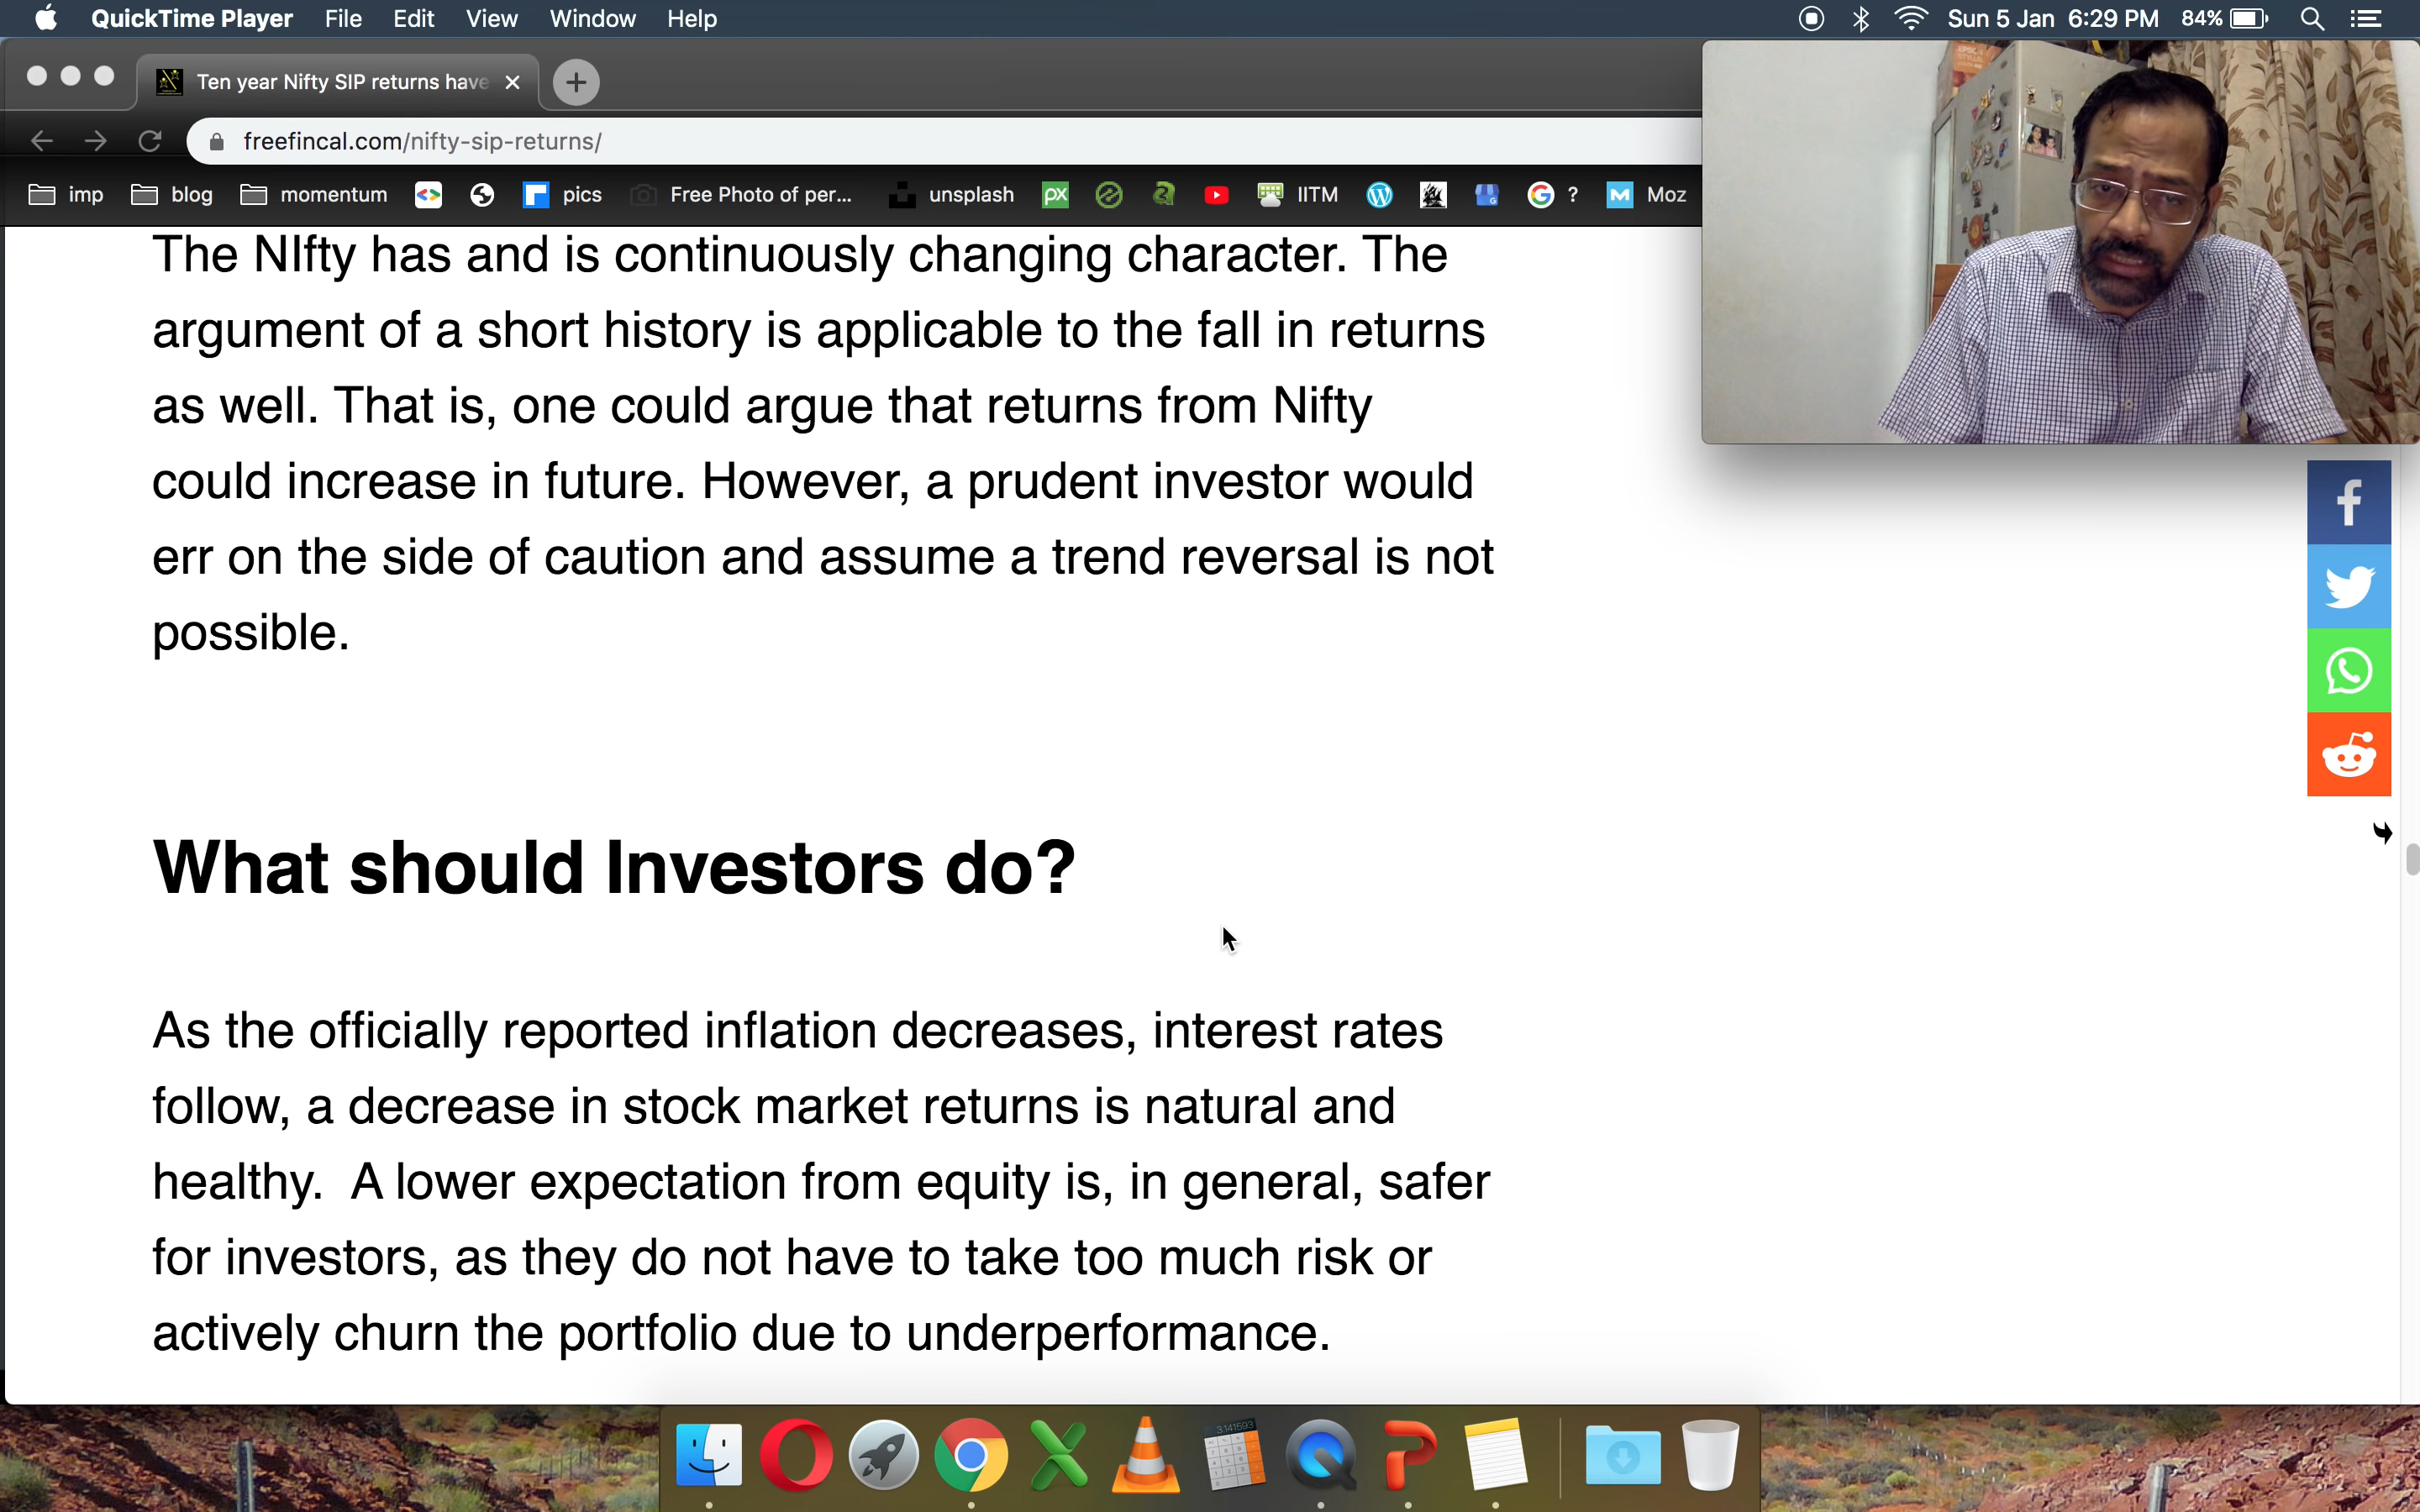 QuickTime Player File Edit View Window Help Sun 5 Jan 6:29 PM 84%
Ten year Nifty SIP returns have
freefincal.com/nifty-sip-returns/
imp blog momentum pics Free Photo of per... unsplash px IITM ? Moz
The NIfty has and is continuously changing character. The
argument of a short history is applicable to the fall in returns
as well. That is, one could argue that returns from Nifty
could increase in future. However, a prudent investor would
err on the side of caution and assume a trend reversal is not
possible.
What should Investors do?
As the officially reported inflation decreases, interest rates
follow, a decrease in stock market returns is natural and
healthy. A lower expectation from equity is, in general, safer
for investors, as they do not have to take too much risk or
actively churn the portfolio due to underperformance.
3.141593